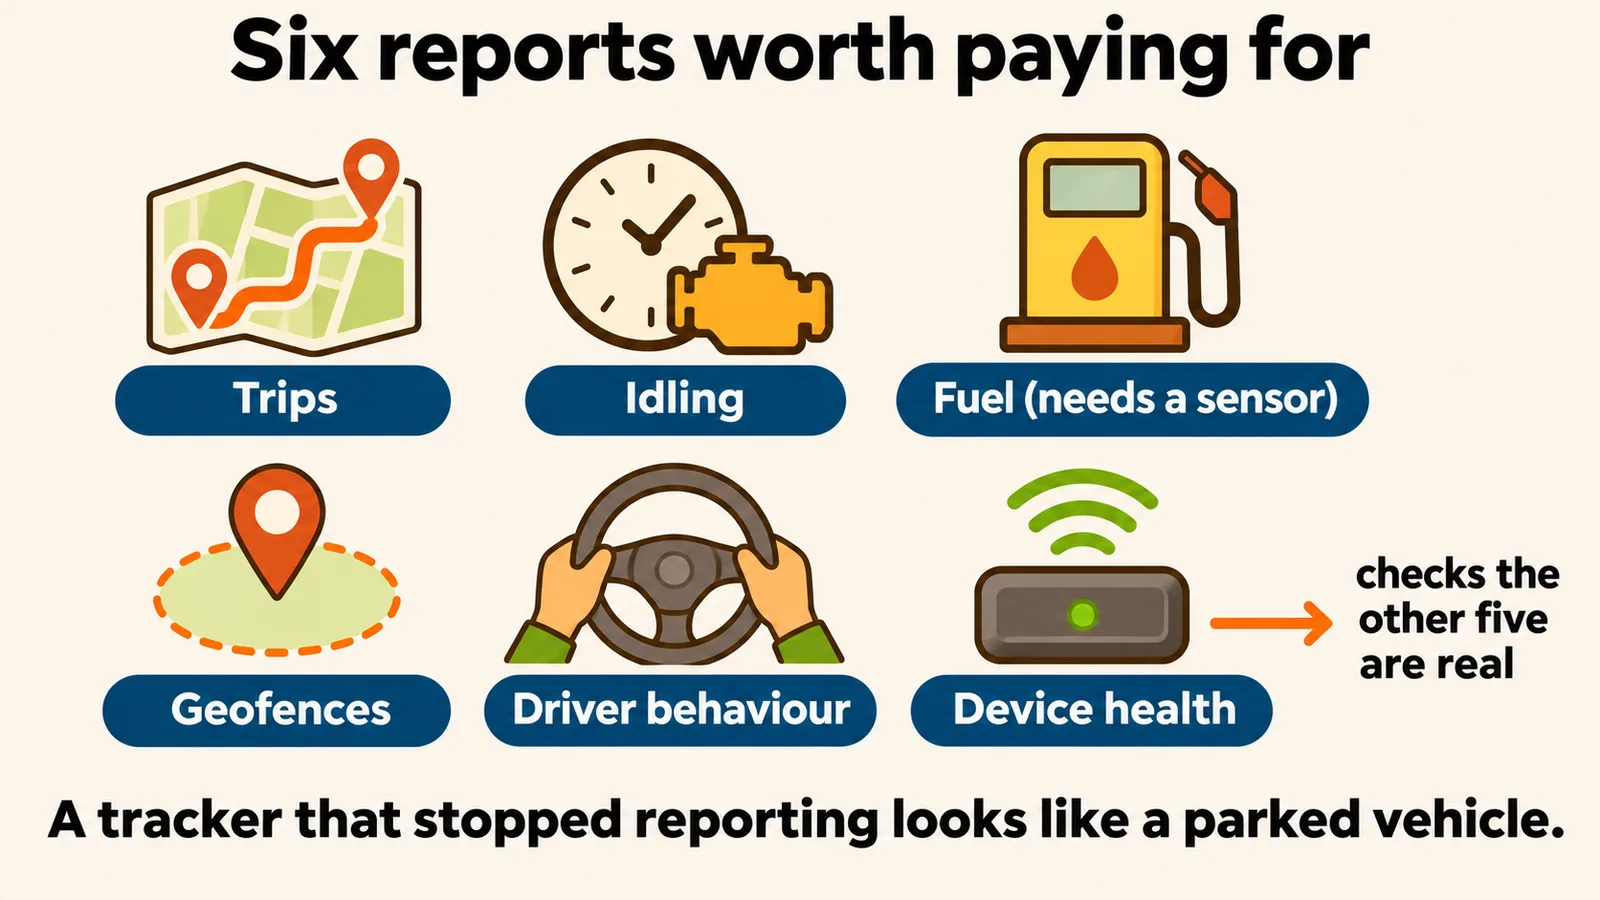 Six reports worth paying for
Trips
Idling
Fuel (needs a sensor)
Geofences
Driver behaviour
Device health
checks the
other five
are real
A tracker that stopped reporting looks like a parked vehicle.